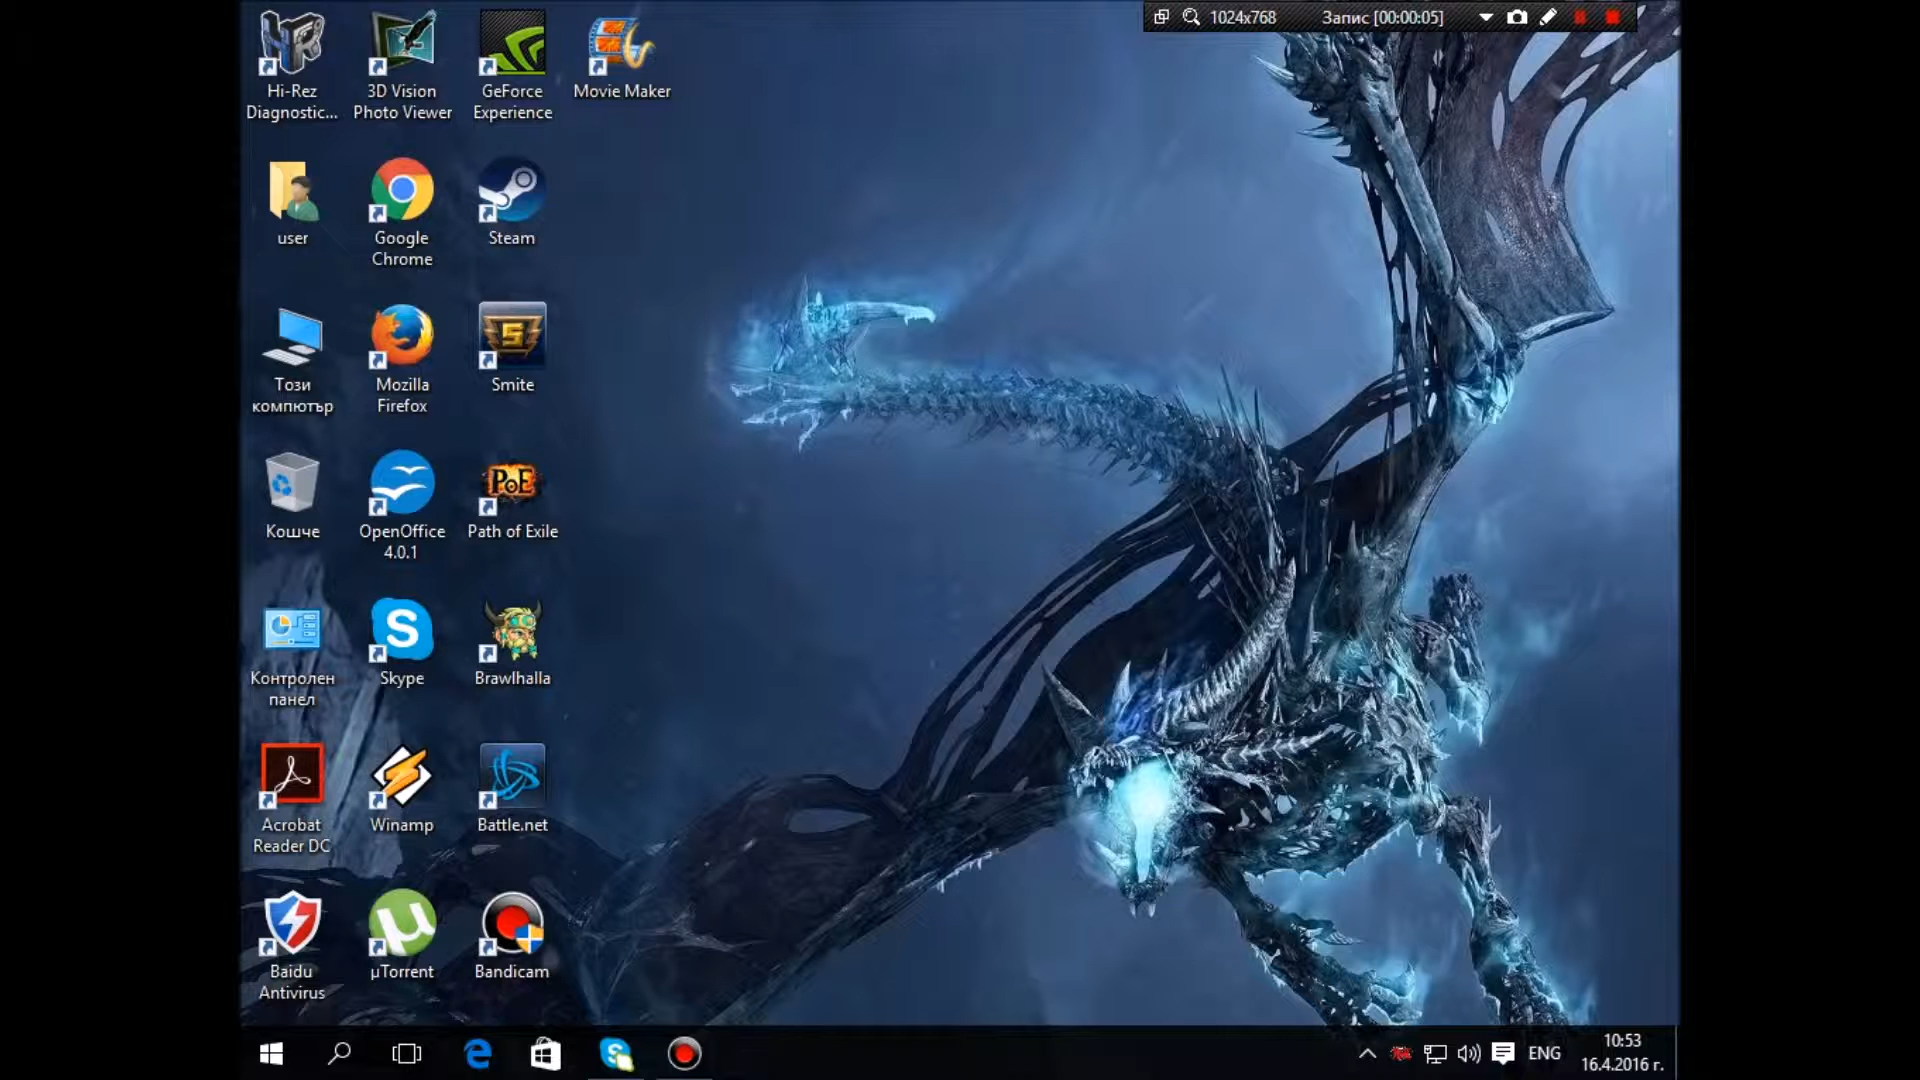 1024x768 Запис [00:00:05]
Hi-Rez
Diagnostic...
3D Vision
Photo Viewer
GeForce
Experience
Movie Maker
user
Google
Chrome
Steam
Този
компютър
Mozilla
Firefox
Smite
Кошче
OpenOffice
4.0.1
PoE
Path of Exile
Контролен
панел
Skype
Brawlhalla
Acrobat
Reader DC
Winamp
Battle.net
Baidu
Antivirus
µTorrent
Bandicam
ENG
10:53
16.4.2016 г.